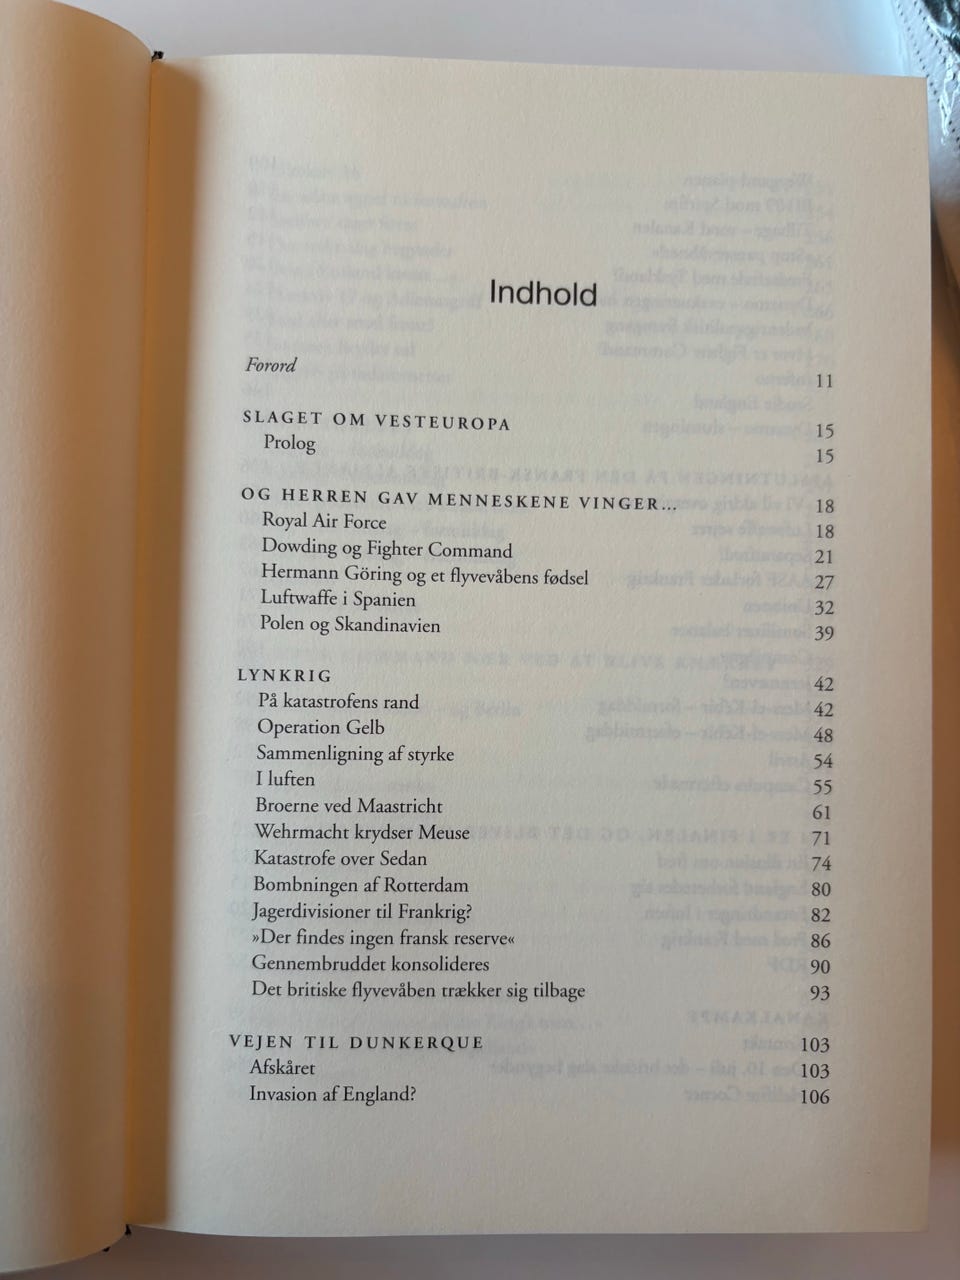 Indhold
Forord 11
SLAGET OM VESTEUROPA 15
Prolog 15
OG HERREN GAV MENNESKENE VINGER... 18
Royal Air Force 18
Dowding og Fighter Command 21
Hermann Göring og et flyvevåbens fødsel 27
Luftwaffe i Spanien 32
Polen og Skandinavien 39
LYNKRIG 42
På katastrofens rand 42
Operation Gelb 48
Sammenligning af styrke 54
I luften 55
Broerne ved Maastricht 61
Wehrmacht krydser Meuse 71
Katastrofe over Sedan 74
Bombningen af Rotterdam 80
Jagerdivisioner til Frankrig? 82
»Der findes ingen fransk reserve« 86
Gennembruddet konsolideres 90
Det britiske flyvevåben trækker sig tilbage 93
VEJEN TIL DUNKERQUE 103
Afskåret 103
Invasion af England? 106